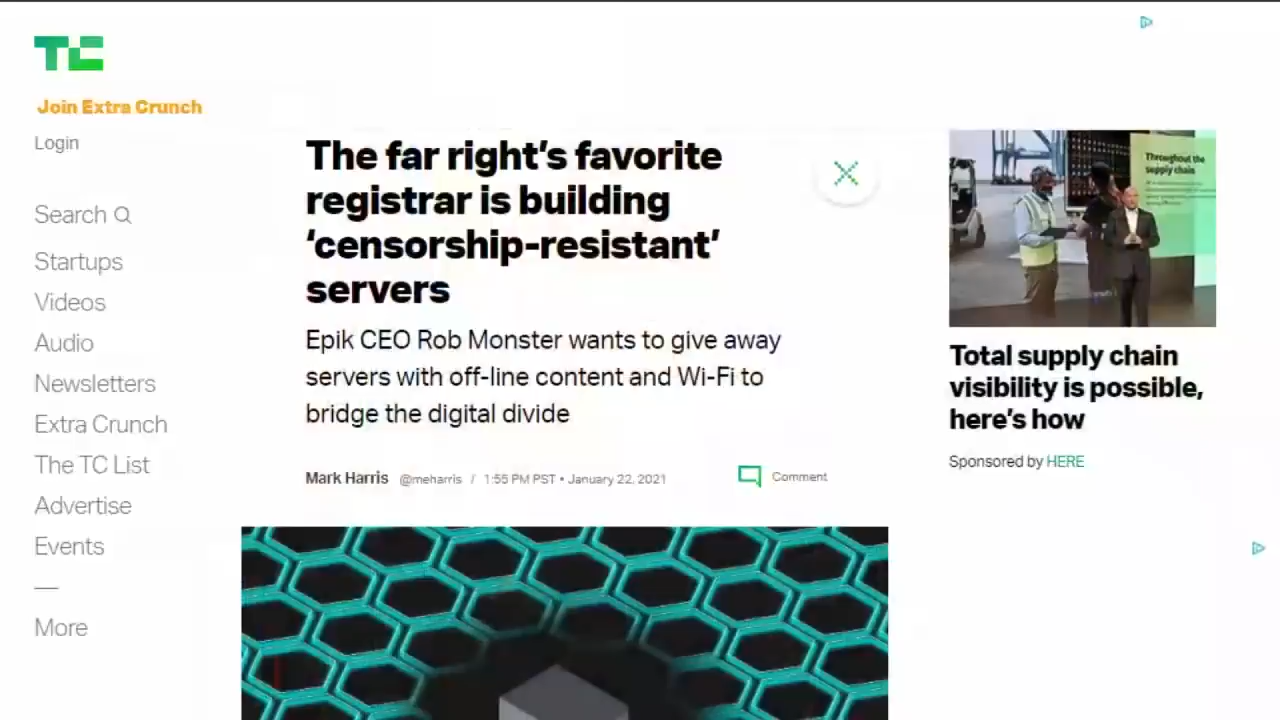 TC
Join Extra Crunch
Login
Search
Startups
Videos
Audio
Newsletters
Extra Crunch
The TC List
Advertise
Events
—
More
The far right's favorite
registrar is building
'censorship-resistant'
servers
Epik CEO Rob Monster wants to give away
servers with off-line content and Wi-Fi to
bridge the digital divide
Mark Harris @meharris / 1:55 PM PST • January 22, 2021
Comment
Throughout the
supply chain
Total supply chain
visibility is possible,
here's how
Sponsored by HERE